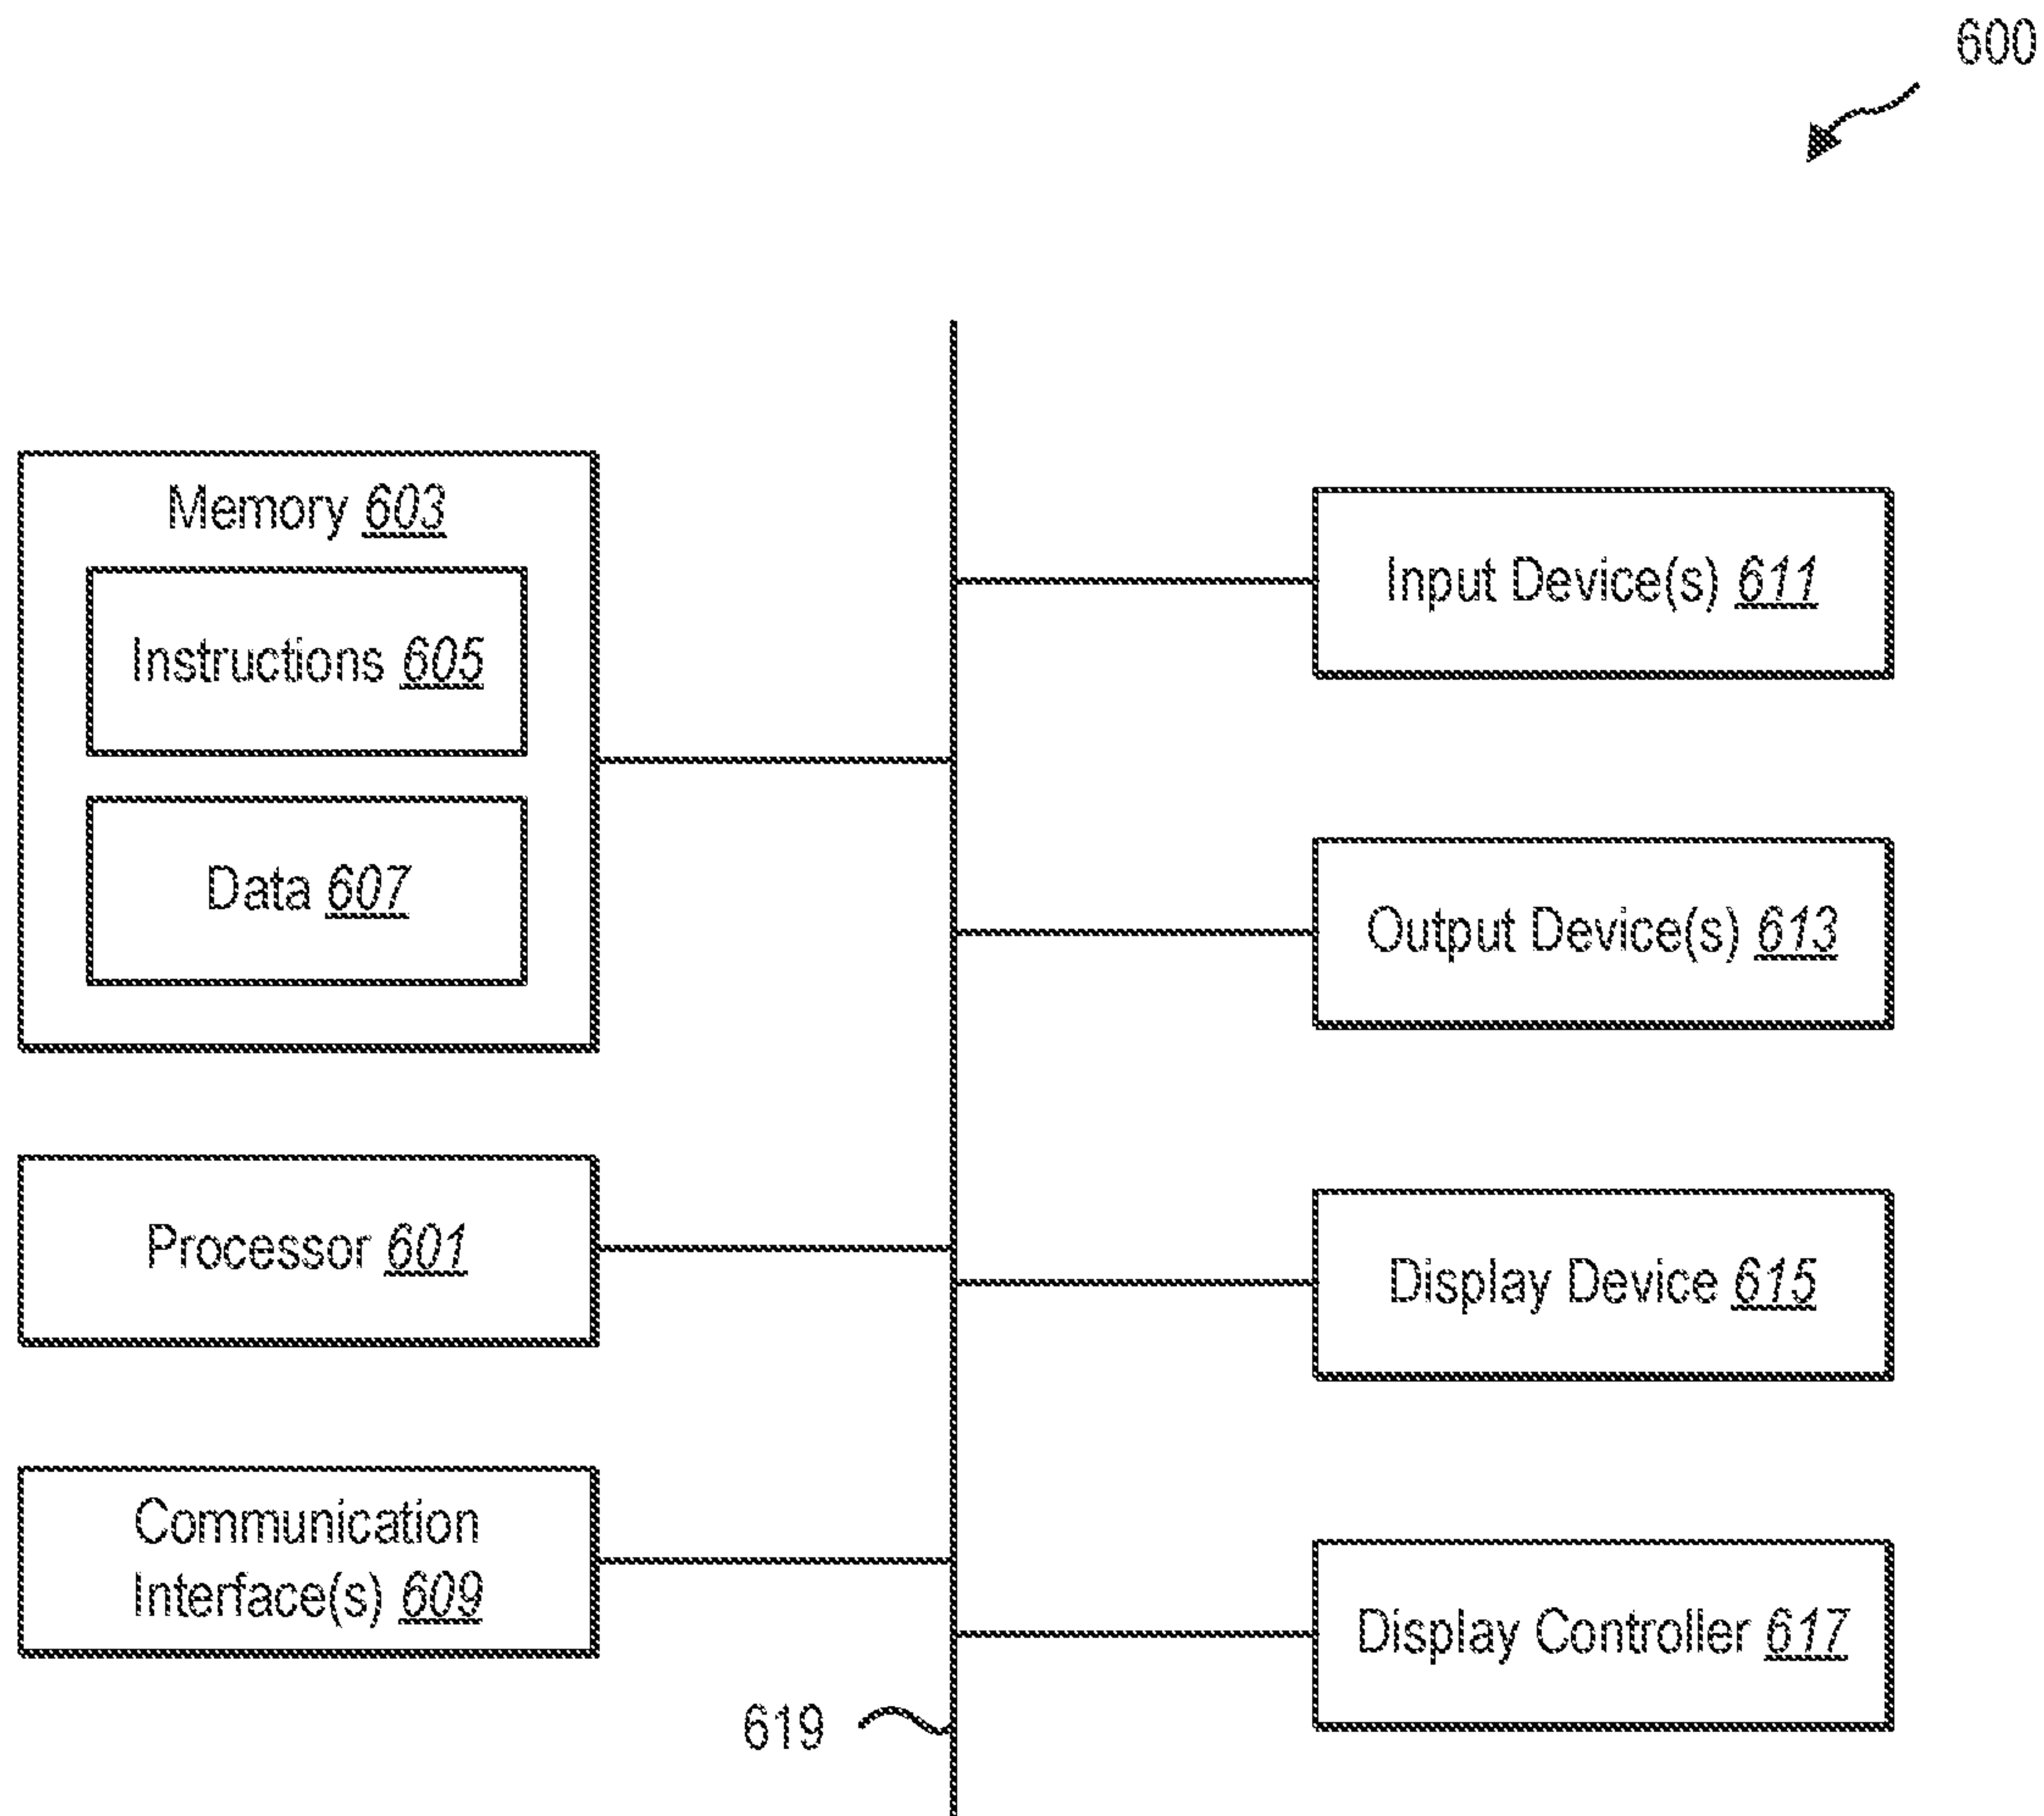 600
Memory 603
Instructions 605
Data 607
Processor 601
Communication
Interface(s) 609
Input Device(s) 611
Output Device(s) 613
Display Device 615
Display Controller 617
619